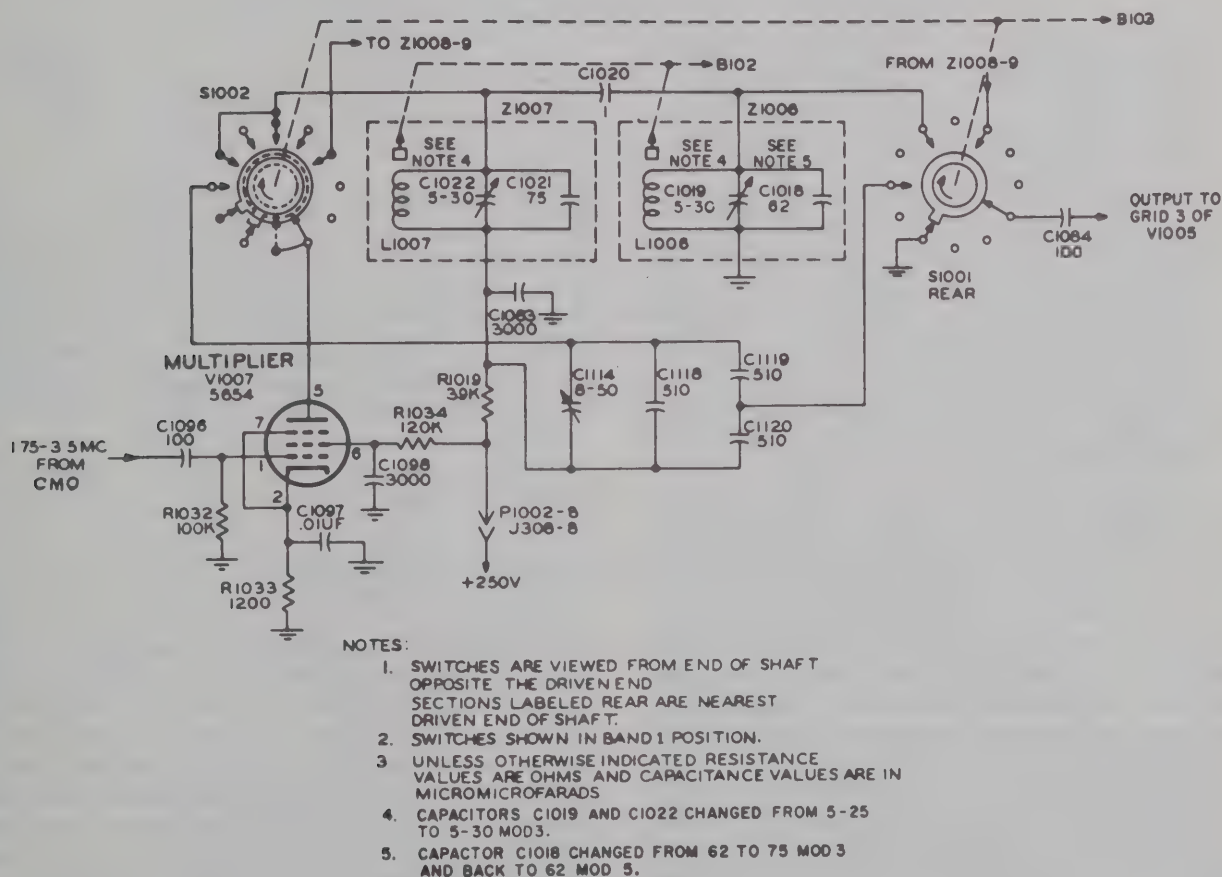 B103
TO Z1008-9
B102
FROM Z1008-9
C1020
1
S1002
Z1007
Z1006
SEE
NOTE 4
C1022
5-30
C1021
75
L1007
SEE
NOTE 4
SEE
NOTE 5
C1019
5-30
C1018
62
L1006
OUTPUT TO
GRID 3 OF
V1005
C1084
100
S1001
REAR
C1083
3000
MULTIPLIER
V1007
5654
5
7
1
2
6
R1019
39K
R1034
120K
C1114
8-50
C1118
510
C1119
510
C1120
510
C1096
100
1 75-3 5MC
FROM
CMO
C1098
3000
R1032
100K
C1097
.01UF
P1002-8
J308-8
R1033
1200
+250V
NOTES:
1. SWITCHES ARE VIEWED FROM END OF SHAFT
OPPOSITE THE DRIVEN END
SECTIONS LABELED REAR ARE NEAREST
DRIVEN END OF SHAFT.
2. SWITCHES SHOWN IN BAND 1 POSITION.
3 UNLESS OTHERWISE INDICATED RESISTANCE
VALUES ARE OHMS AND CAPACITANCE VALUES ARE IN
MICROMICROFARADS
4. CAPACITORS C1019 AND C1022 CHANGED FROM 5-25
TO 5-30 MOD3.
5. CAPACTOR C1018 CHANGED FROM 62 TO 75 MOD 3
AND BACK TO 62 MOD 5.